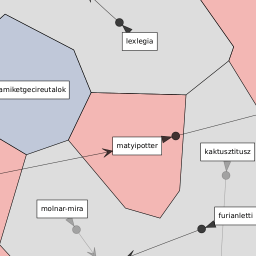 lexlegia
amiketgecireutalok
matyipotter
kaktusztitusz
molnar-mira
furianletti